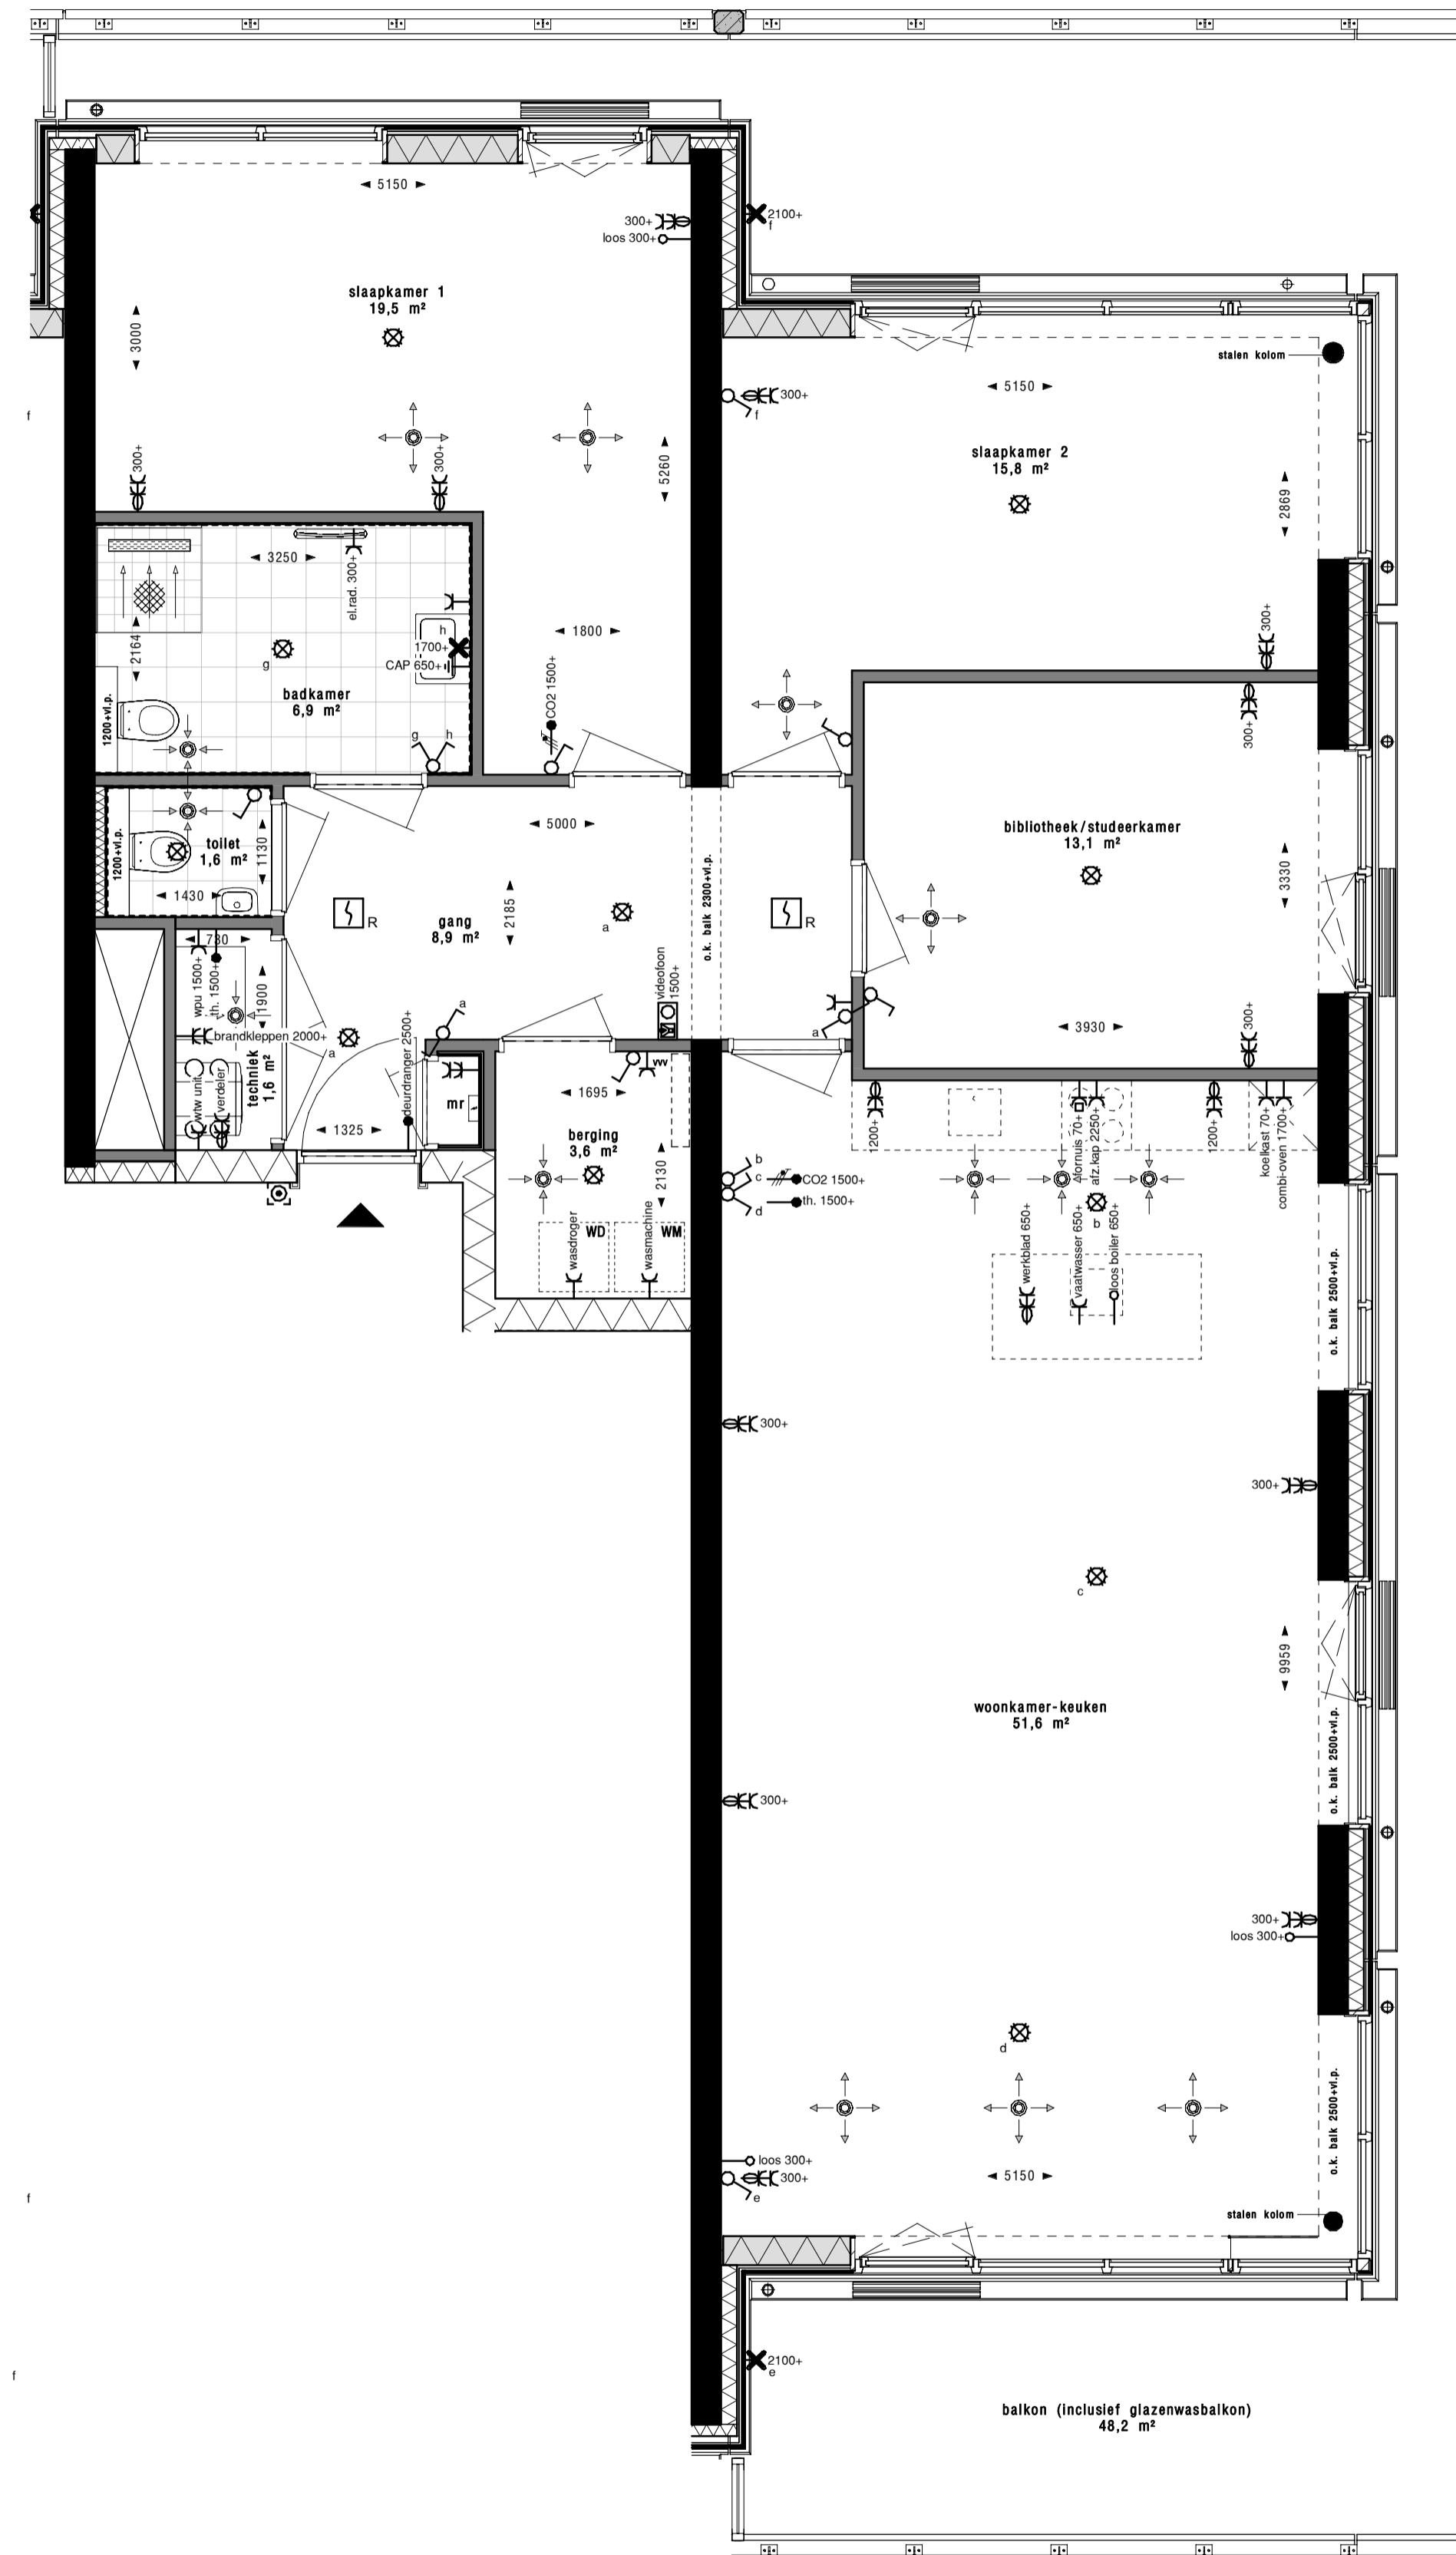 5150
300+
loos 300+
2100+
f
slaapkamer 1
19,5 m²
3000
stalen kolom
5150
300+
f
f
slaapkamer 2
15,8 m²
300+
300+
5260
2869
3250
el.rad. 300+
2164
h
1700+
CAP 650+
g
1800
300+
badkamer
6,9 m²
1200+vl.p.
CO2 1500+
g
h
300+
5000
toilet
1,6 m²
1130
1200+vl.p.
1430
bibliotheek/studeerkamer
13,1 m²
3330
R
gang
8,9 m²
2185
a
o.k. balk 2300+vl.p.
R
730
wpu 1500+
th. 1500+
1900
brandkleppen 2000+
a
a
videofoon
1500+
a
3930
300+
deurdranger 2500+
techniek
1,6 m²
wtw unit
verdeler
mr
vvv
1695
1325
berging
3,6 m²
2130
1200+
fornuis 70+
afz.kap 2250+
1200+
koelkast 70+
combi-oven 1700+
b
c
d
CO2 1500+
th. 1500+
b
wasdroger
WD
wasmachine
WM
werkblad 650+
vaatwasser 650+
loos boiler 650+
o.k. balk 2500+vl.p.
300+
300+
c
9959
woonkamer-keuken
51,6 m²
o.k. balk 2500+vl.p.
300+
300+
loos 300+
d
o.k. balk 2500+vl.p.
loos 300+
300+
e
5150
f
stalen kolom
2100+
e
f
balkon (inclusief glazenwasbalkon)
48,2 m²